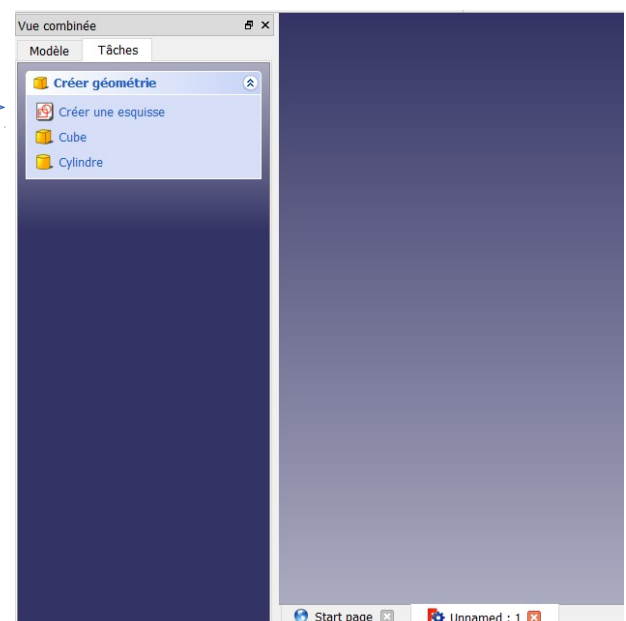 Vue combinée
Modèle Tâches
Créer géométrie
Créer une esquisse
Cube
Cylindre
Start page Unnamed : 1